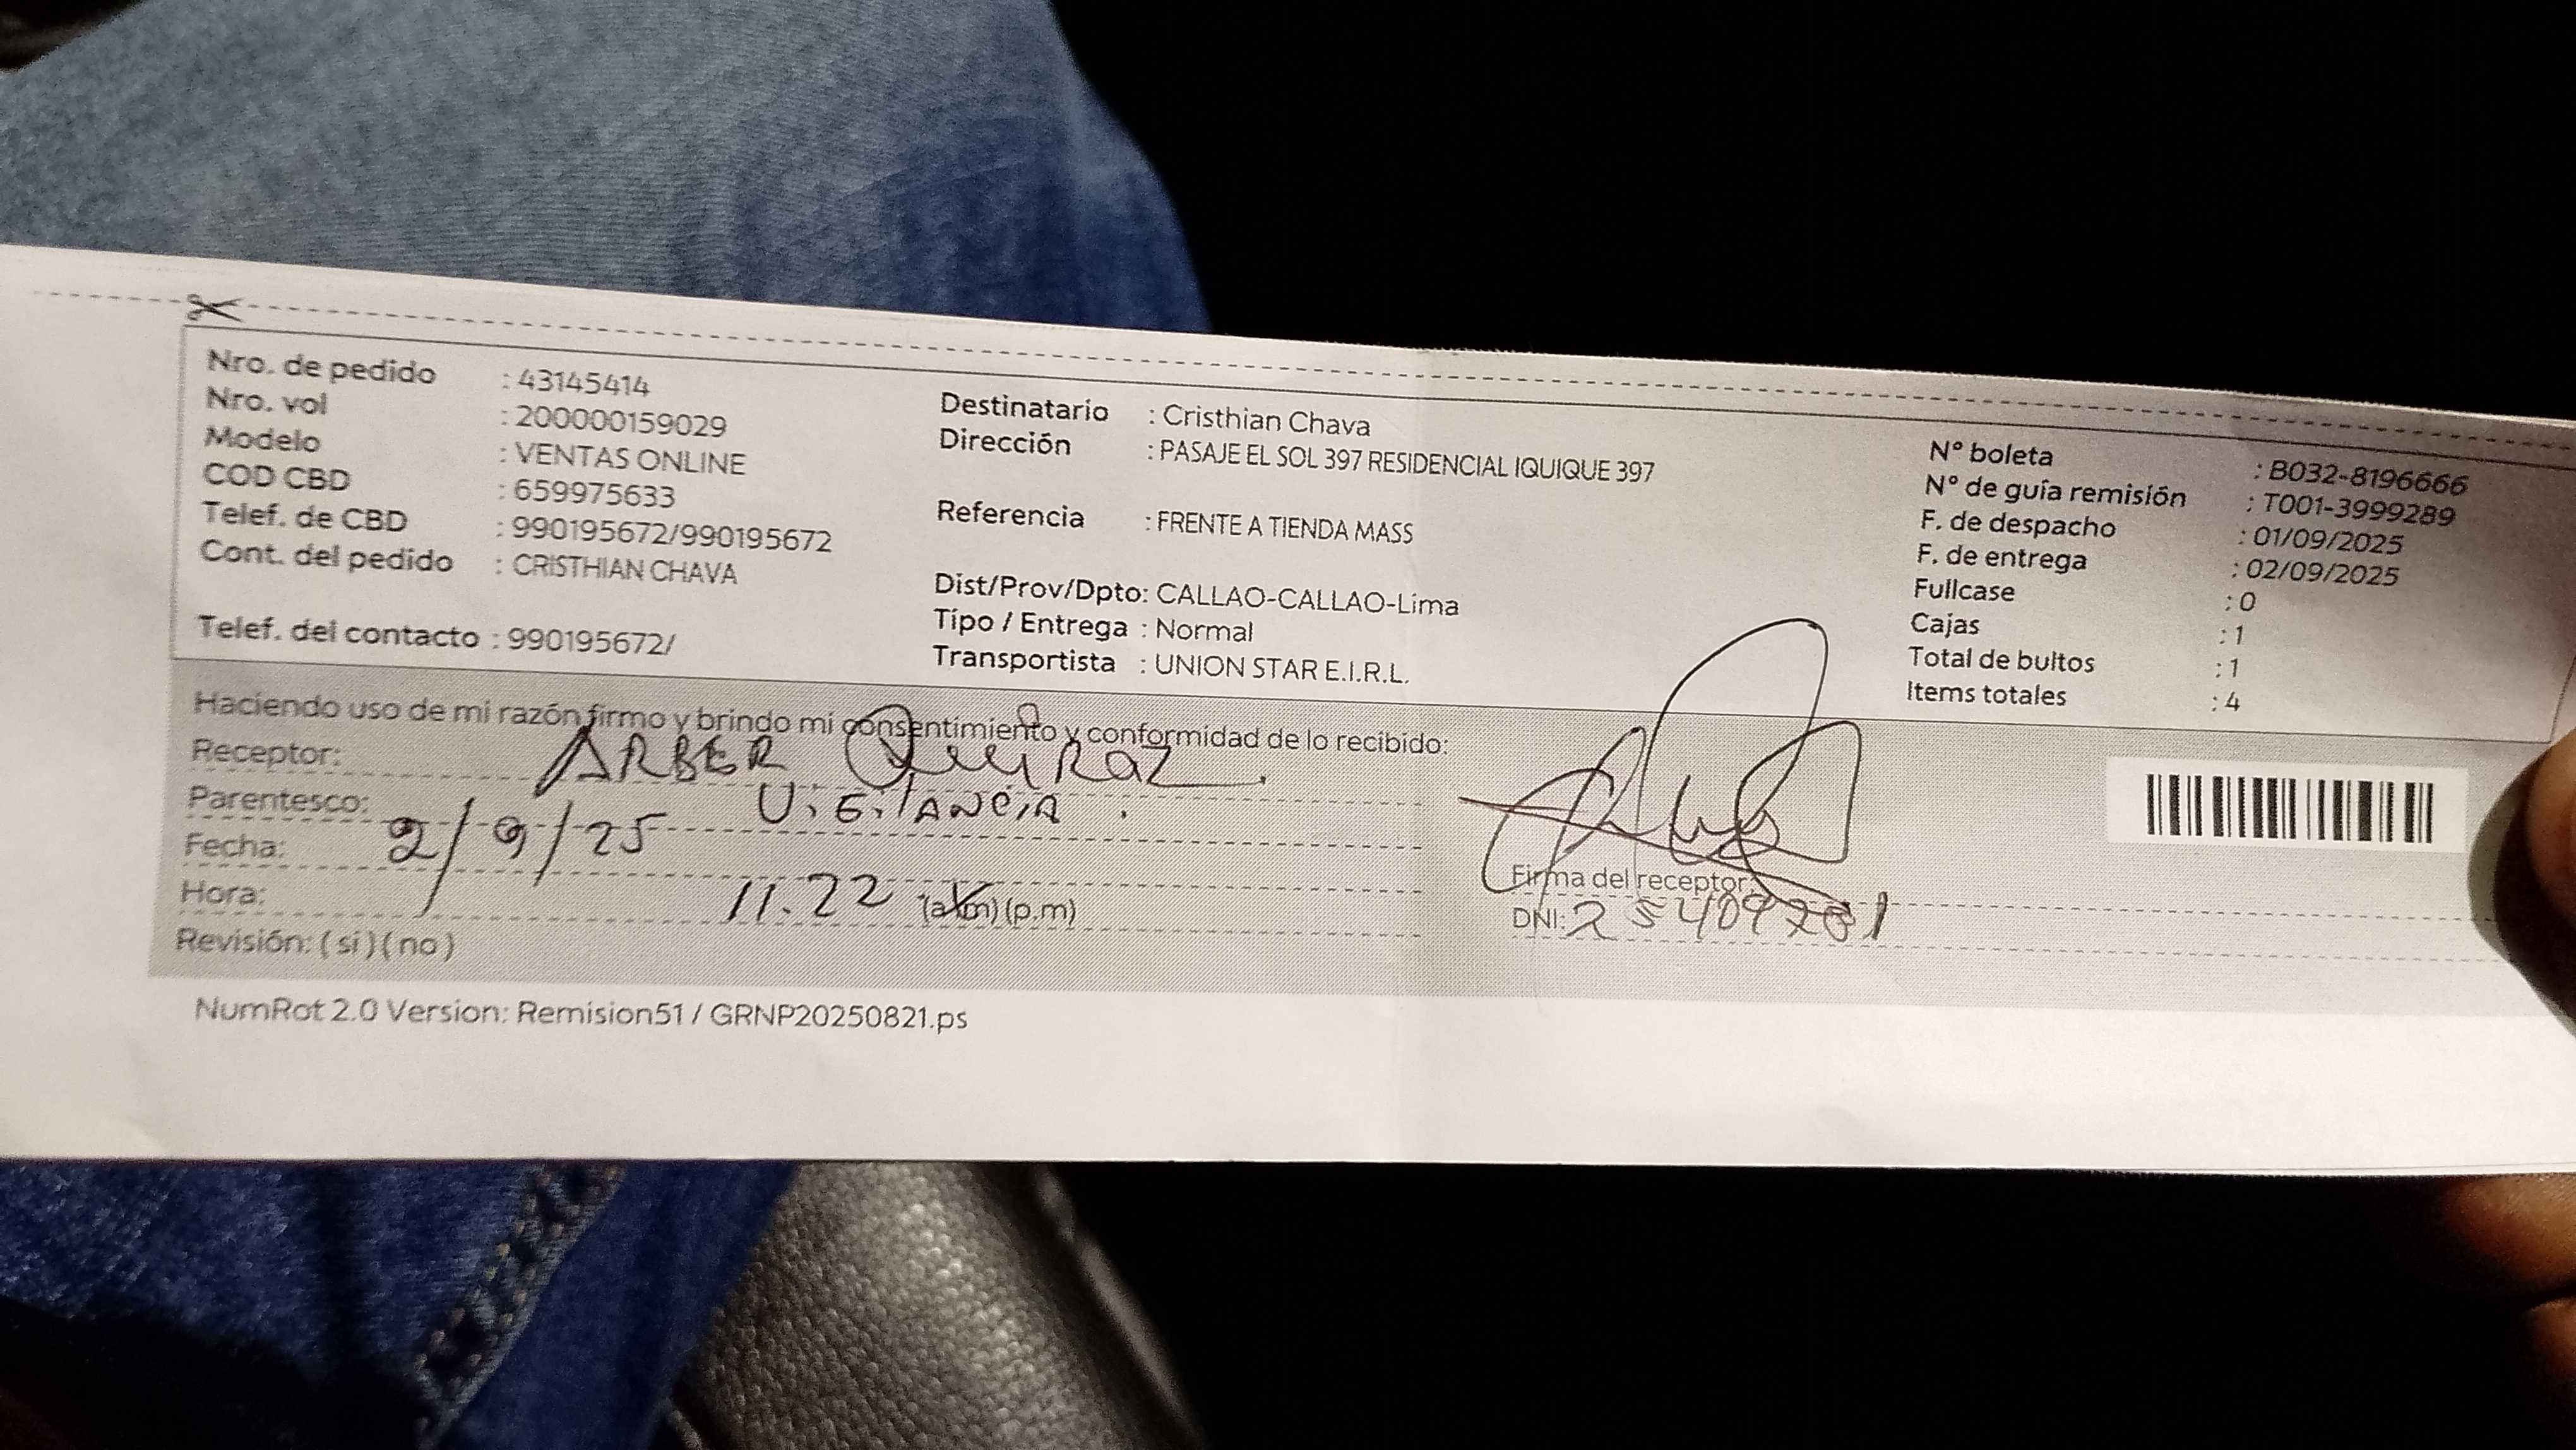 Nro. de pedido : 43145414
Nro. vol : 200000159029
Modelo : VENTAS ONLINE
COD CBD : 659975633
Telef. de CBD : 990195672/990195672
Cont. del pedido : CRISTHIAN CHAVA
Telef. del contacto : 990195672/
Destinatario : Cristhian Chava
Dirección : PASAJE EL SOL 397 RESIDENCIAL IQUIQUE 397
Referencia : FRENTE A TIENDA MASS
Dist/Prov/Dpto: CALLAO-CALLAO-Lima
Tipo / Entrega : Normal
Transportista : UNION STAR E.I.R.L.
Nº boleta : B032-8196666
Nº de guía remisión : T001-3999289
F. de despacho : 01/09/2025
F. de entrega : 02/09/2025
Fullcase : 0
Cajas : 1
Total de bultos : 1
Items totales : 4
Haciendo uso de mi razón firmo y brindo mi consentimiento y conformidad de lo recibido:
Receptor: ARBER
Parentesco: ViGilANCiA.
Fecha: 2/9/25
Hora: 11.22 (a.m) (p.m)
Revisión: ( si ) ( no )
Firma del receptor:
DNI:
NumRot 2.0 Version: Remision51 / GRNP20250821.ps